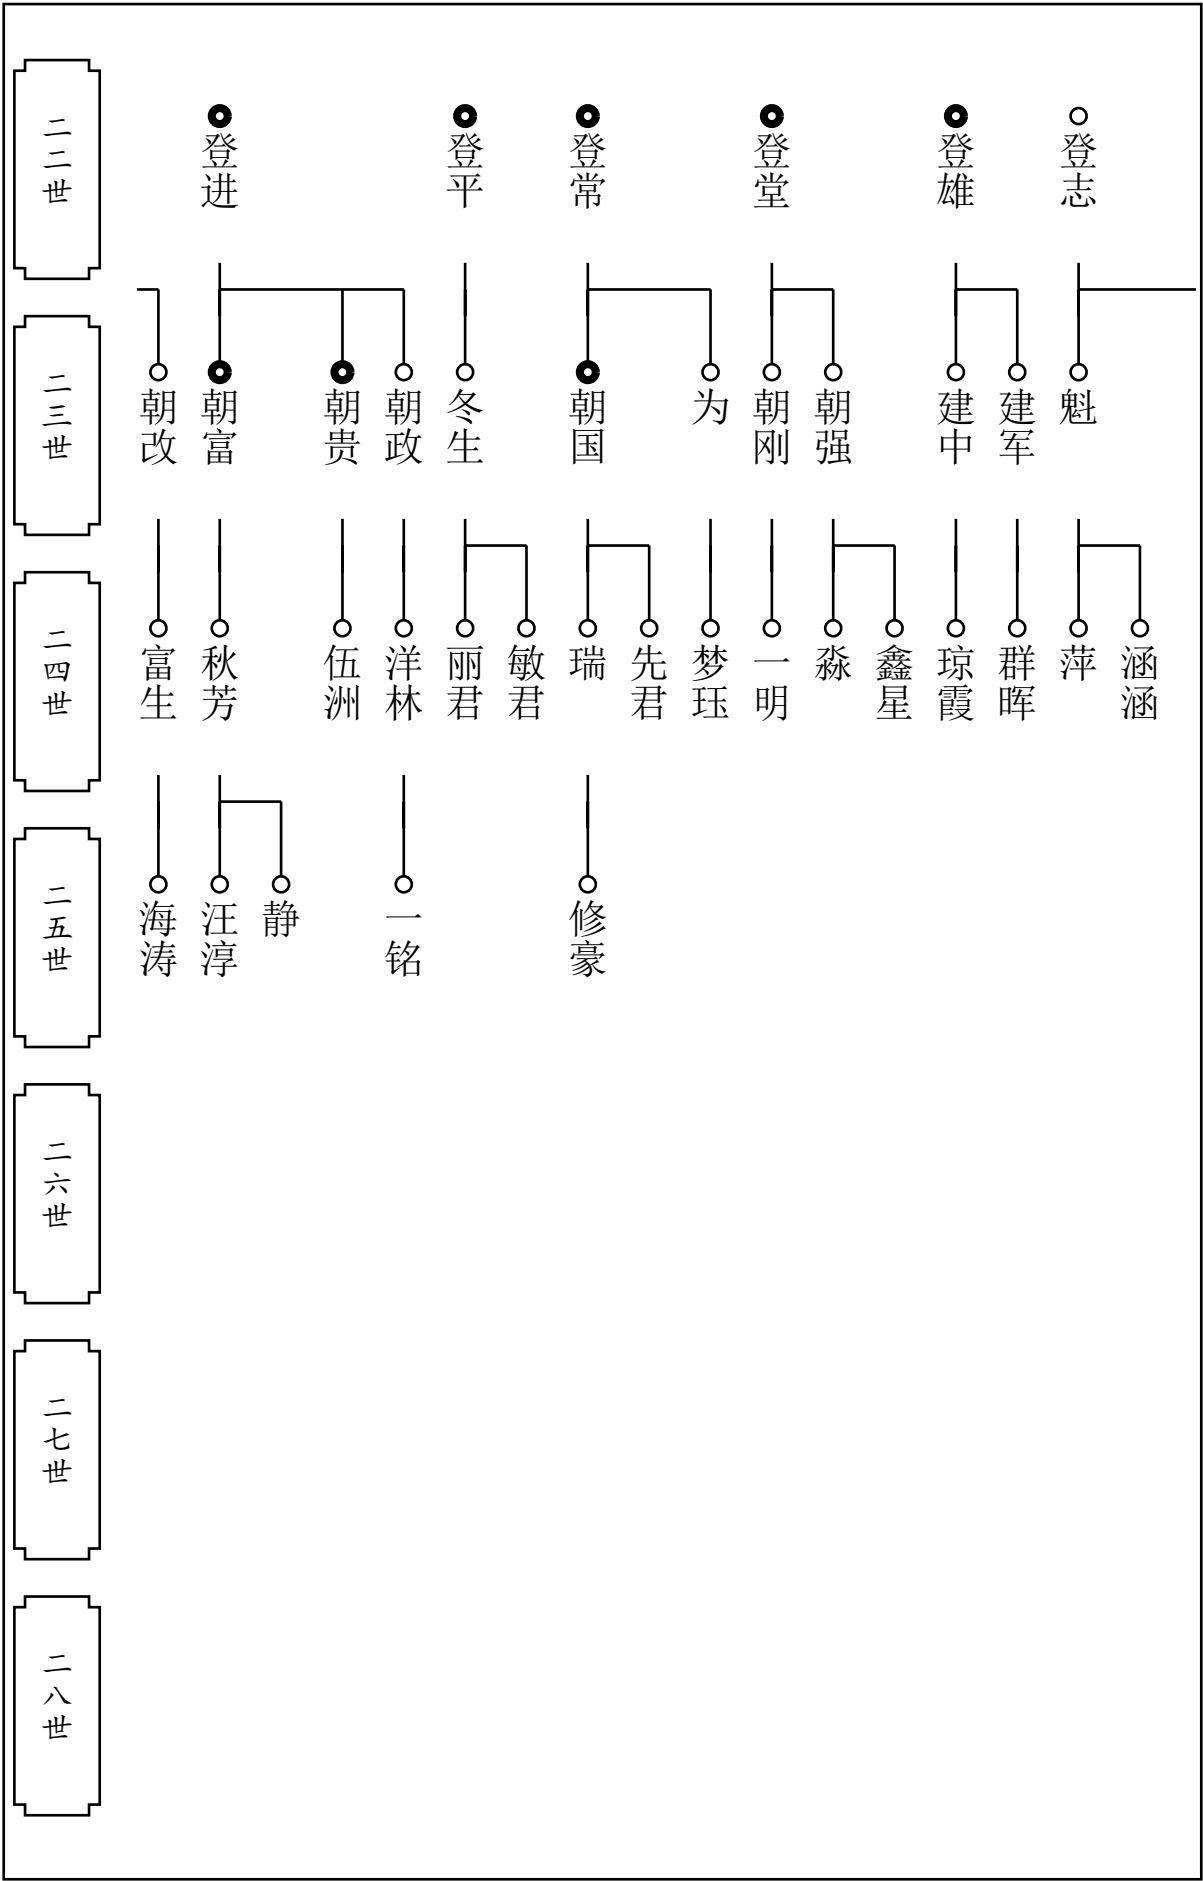 二二世
登进
登平
登常
登堂
登雄
登志
二三世
朝改
朝富
朝贵
朝政
冬生
朝国
为
朝刚
朝强
建中
建军
魁
二四世
富生
秋芳
伍洲
洋林
丽君
敏君
瑞
先君
梦珏
一明
淼
鑫星
琼霞
群晖
萍
涵涵
二五世
海涛
汪淳
静
一铭
修豪
二六世
二七世
二八世